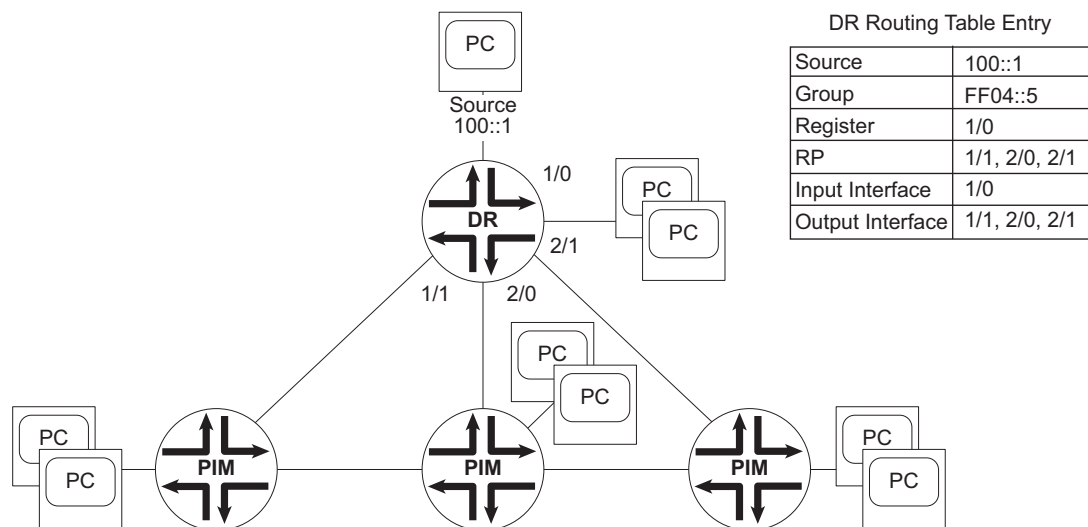 PC
Source
100::1
DR Routing Table Entry
Source 100::1
Group FF04::5
Register 1/0
RP 1/1, 2/0, 2/1
Input Interface 1/0
Output Interface 1/1, 2/0, 2/1
1/0
DR
PC
PC
2/1
1/1
2/0
PC
PC
PC
PC
PIM
PIM
PIM
PC
PC